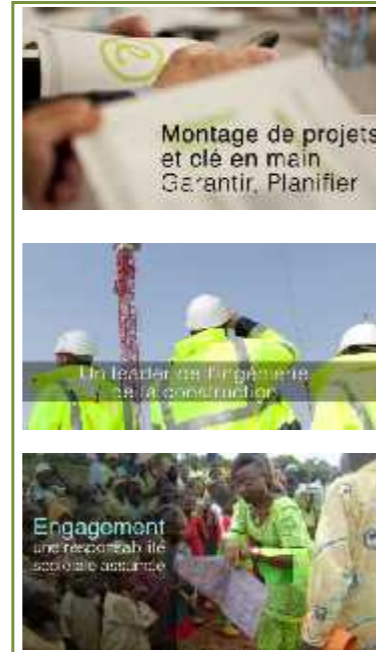 Montage de projets
et clé en main
Garantir, Planifier
Un leader de l'ingénierie
de la construction
Engagement
une responsabilité
sociétale assumée